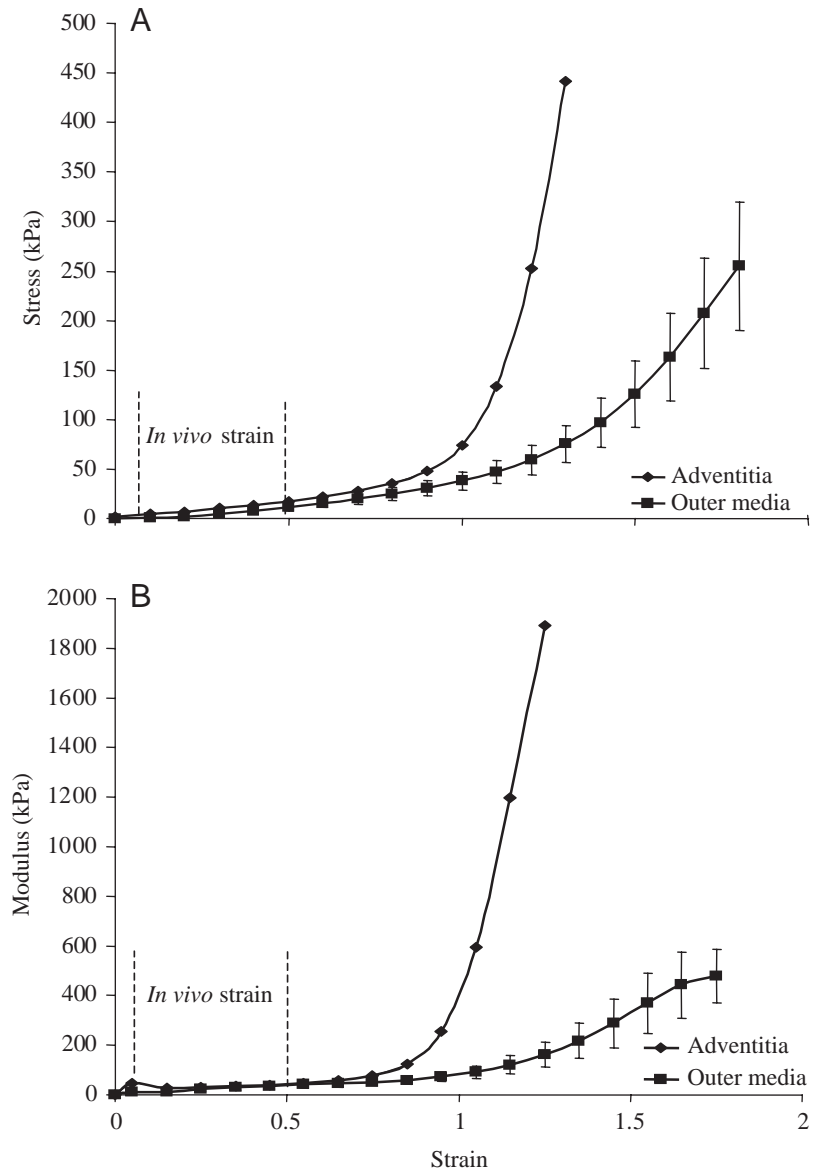 A
500
450
400
350
300
250
200
150
100
50
0
Stress (kPa)
In vivo strain
Adventitia
Outer media
B
2000
1800
1600
1400
1200
1000
800
600
400
200
0
Modulus (kPa)
In vivo strain
Adventitia
Outer media
0 0.5 1 1.5 2
Strain